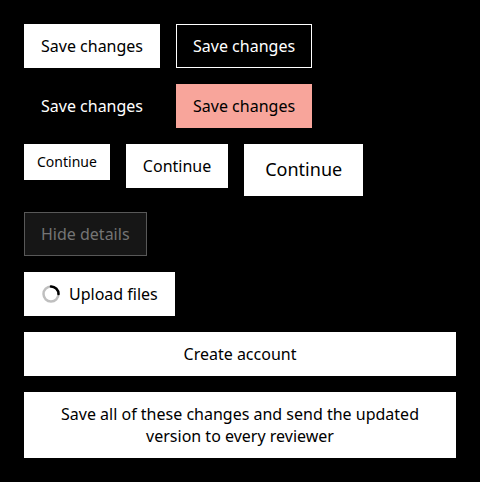 Save changes
Save changes
Save changes
Save changes
Continue
Continue
Continue
Hide details
Upload files
Create account
Save all of these changes and send the updated
version to every reviewer